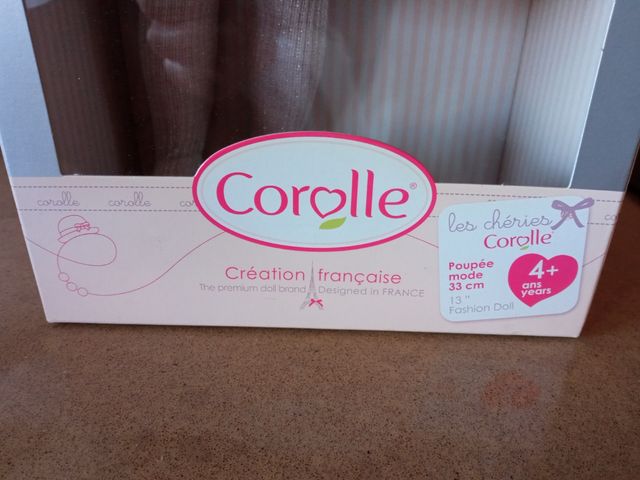 corolle corolle co
Corolle®
Création française
The premium doll brand Designed in FRANCE
les chéries
Corolle®
Poupée
mode
33 cm
13"
Fashion Doll
4+
ans
years